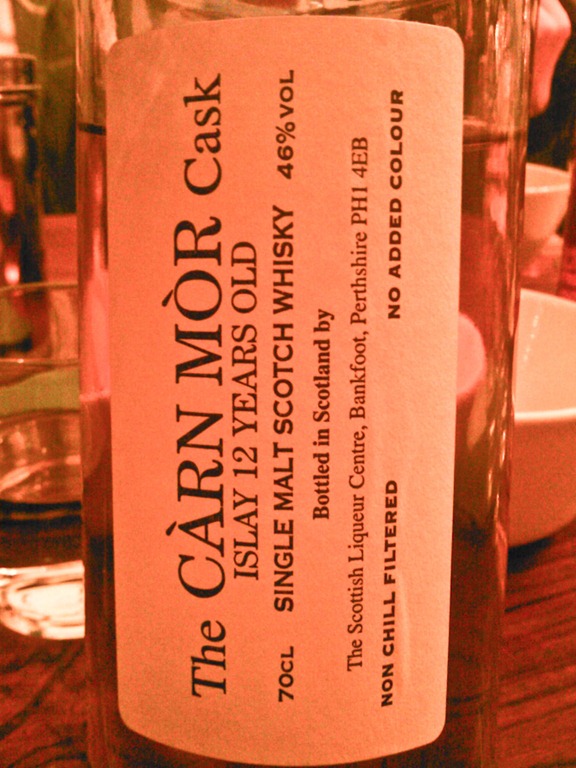 The CÀRN MÒR Cask
ISLAY 12 YEARS OLD
70CL SINGLE MALT SCOTCH WHISKY 46%VOL
Bottled in Scotland by
The Scottish Liqueur Centre, Bankfoot, Perthshire PH1 4EB
NON CHILL FILTERED NO ADDED COLOUR